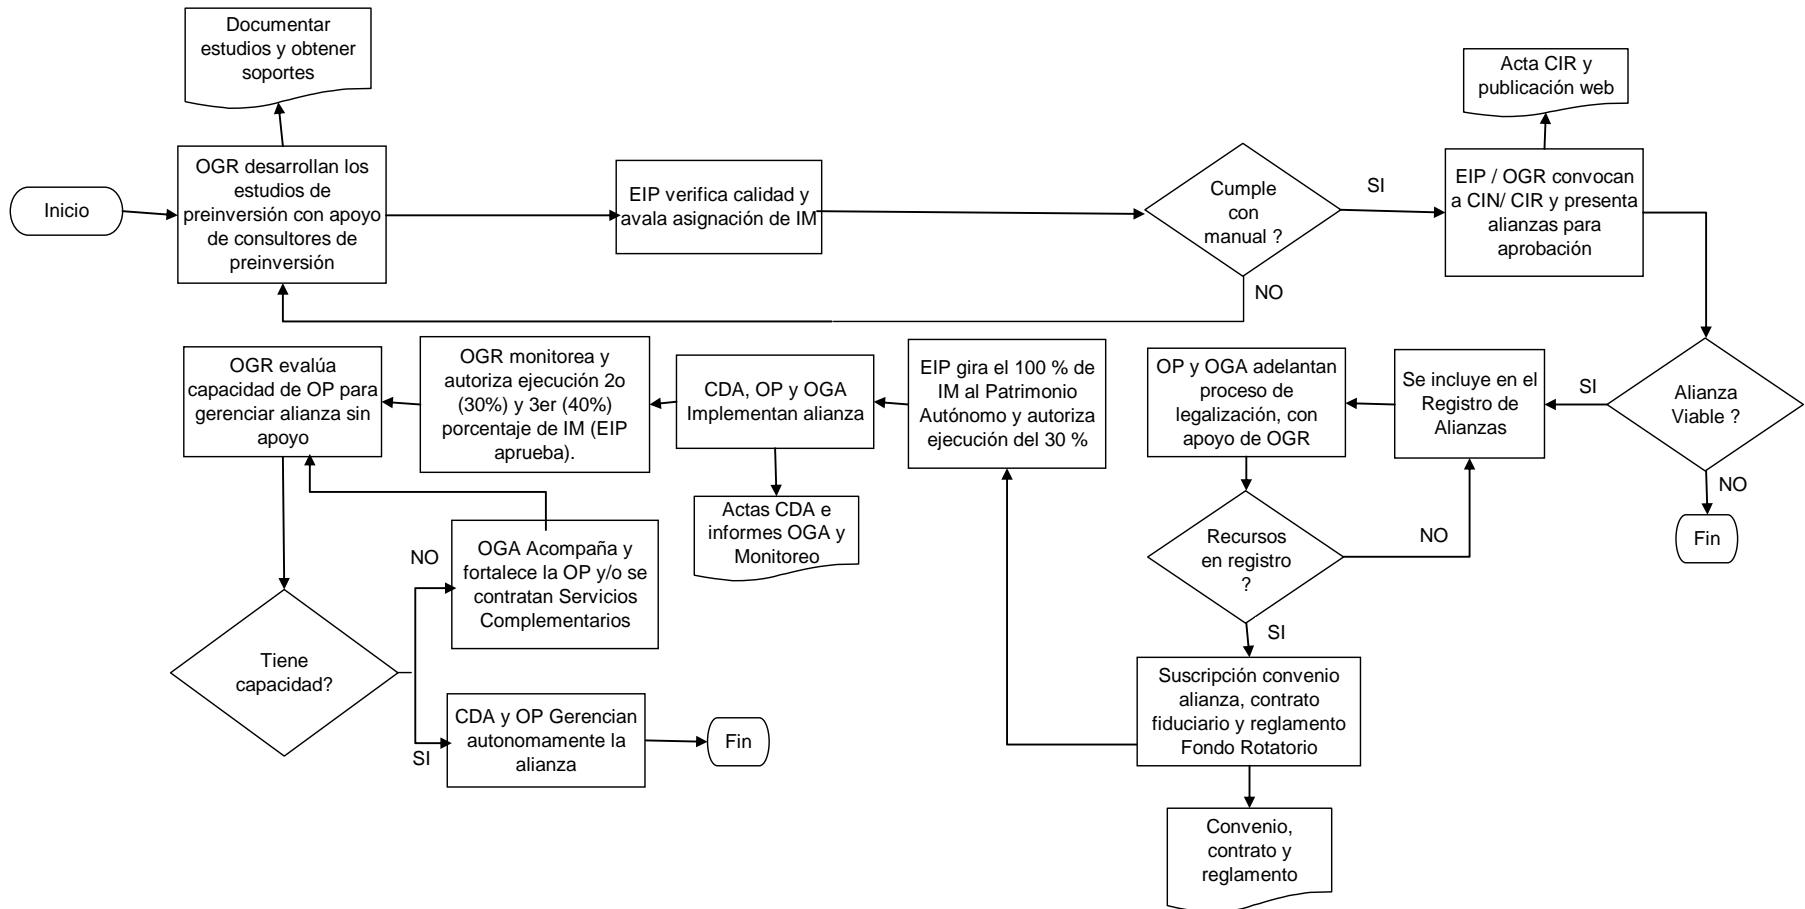 Documentar
estudios y obtener
soportes
Acta CIR y
publicación web
Inicio
OGR desarrollan los
estudios de
preinversión con apoyo
de consultores de
preinversión
EIP verifica calidad y
avala asignación de IM
Cumple
con
manual ?
SI
NO
EIP / OGR convocan
a CIN/ CIR y presenta
alianzas para
aprobación
OGR evalúa
capacidad de OP para
gerenciar alianza sin
apoyo
OGR monitorea y
autoriza ejecución 2o
(30%) y 3er (40%)
porcentaje de IM (EIP
aprueba).
CDA, OP y OGA
Implementan alianza
EIP gira el 100 % de
IM al Patrimonio
Autónomo y autoriza
ejecución del 30 %
OP y OGA adelantan
proceso de
legalización, con
apoyo de OGR
Se incluye en el
Registro de
Alianzas
SI
Alianza
Viable ?
NO
Fin
Actas CDA e
informes OGA y
Monitoreo
Recursos
en registro
?
NO
SI
NO
OGA Acompaña y
fortalece la OP y/o se
contratan Servicios
Complementarios
Tiene
capacidad?
SI
CDA y OP Gerencian
autonomamente la
alianza
Fin
Suscripción convenio
alianza, contrato
fiduciario y reglamento
Fondo Rotatorio
Convenio,
contrato y
reglamento